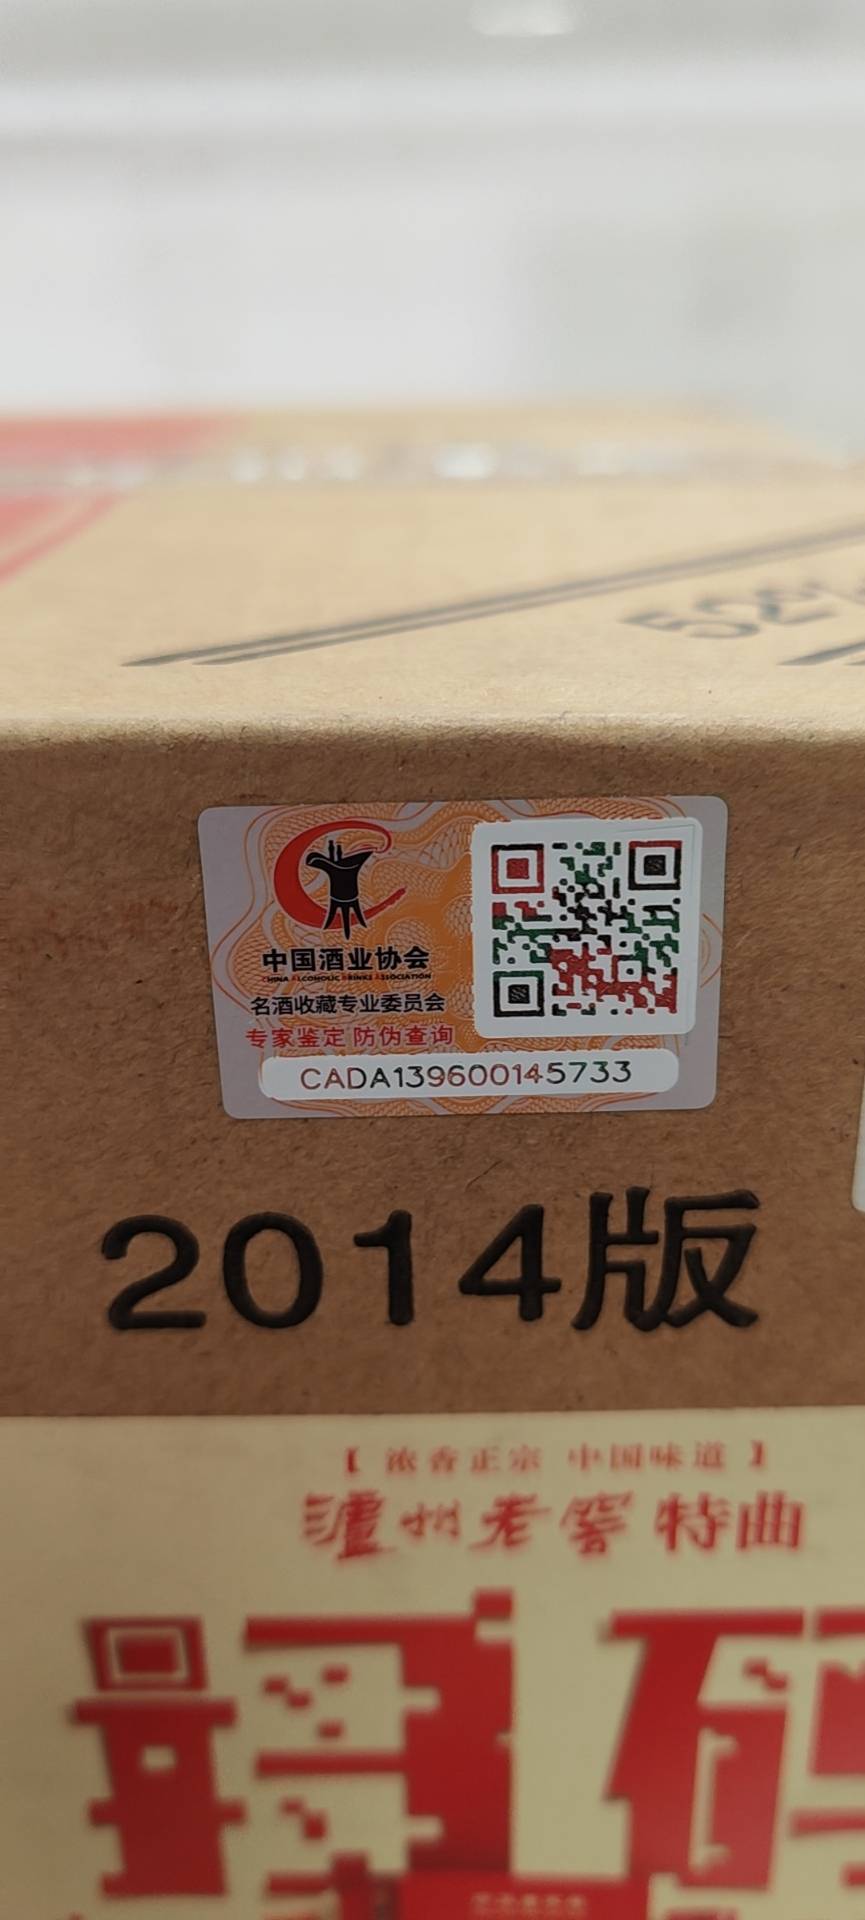 52%
中国酒业协会
CHINA ALCOHOLIC DRINKS ASSOCIATION
名酒收藏专业委员会
专家鉴定 防伪查询
CADA139600145733
2014版
【 浓香正宗 中国味道 】
泸州老窖 特曲